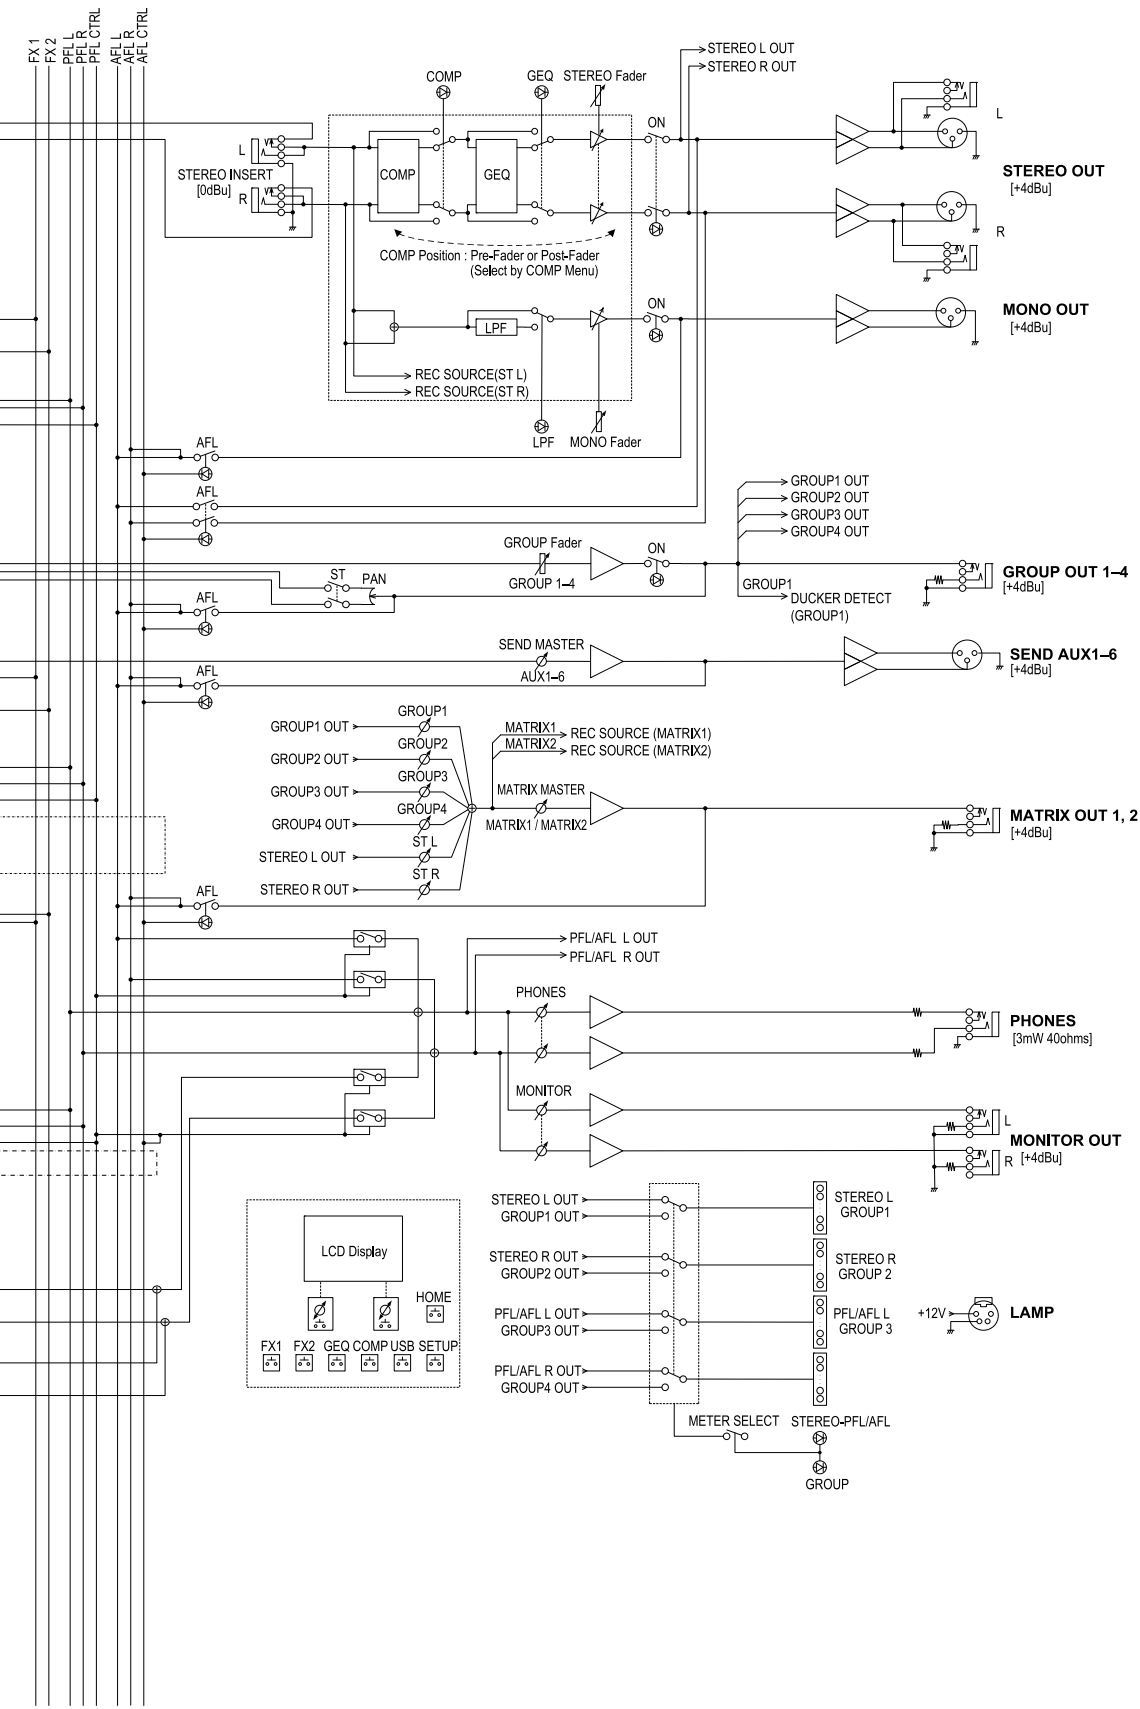 FX 1
FX 2
PFL L
PFL R
PFL CTRL
AFL L
AFL R
AFL CTRL
STEREO L OUT
STEREO R OUT
COMP
GEQ
STEREO Fader
ON
L
STEREO INSERT
[0dBu]
R
COMP
GEQ
L
STEREO OUT
[+4dBu]
R
COMP Position : Pre-Fader or Post-Fader
(Select by COMP Menu)
ON
LPF
MONO OUT
[+4dBu]
REC SOURCE(ST L)
REC SOURCE(ST R)
LPF
MONO Fader
AFL
AFL
GROUP1 OUT
GROUP2 OUT
GROUP3 OUT
GROUP4 OUT
GROUP Fader
GROUP 1–4
ON
ST
PAN
AFL
GROUP1
DUCKER DETECT
(GROUP1)
GROUP OUT 1–4
[+4dBu]
SEND MASTER
AUX1–6
AFL
SEND AUX1–6
[+4dBu]
GROUP1 OUT
GROUP1
GROUP2 OUT
GROUP2
GROUP3 OUT
GROUP3
GROUP4 OUT
GROUP4
STEREO L OUT
ST L
STEREO R OUT
ST R
MATRIX1
REC SOURCE (MATRIX1)
MATRIX2
REC SOURCE (MATRIX2)
MATRIX MASTER
MATRIX1 / MATRIX2
MATRIX OUT 1, 2
[+4dBu]
AFL
PFL/AFL L OUT
PFL/AFL R OUT
PHONES
PHONES
[3mW 40ohms]
MONITOR
L
MONITOR OUT
R [+4dBu]
LCD Display
HOME
FX1 FX2 GEQ COMP USB SETUP
STEREO L OUT
GROUP1 OUT
STEREO L
GROUP1
STEREO R OUT
GROUP2 OUT
STEREO R
GROUP 2
PFL/AFL L OUT
GROUP3 OUT
PFL/AFL L
GROUP 3
PFL/AFL R OUT
GROUP4 OUT
+12V
LAMP
METER SELECT
STEREO-PFL/AFL
GROUP